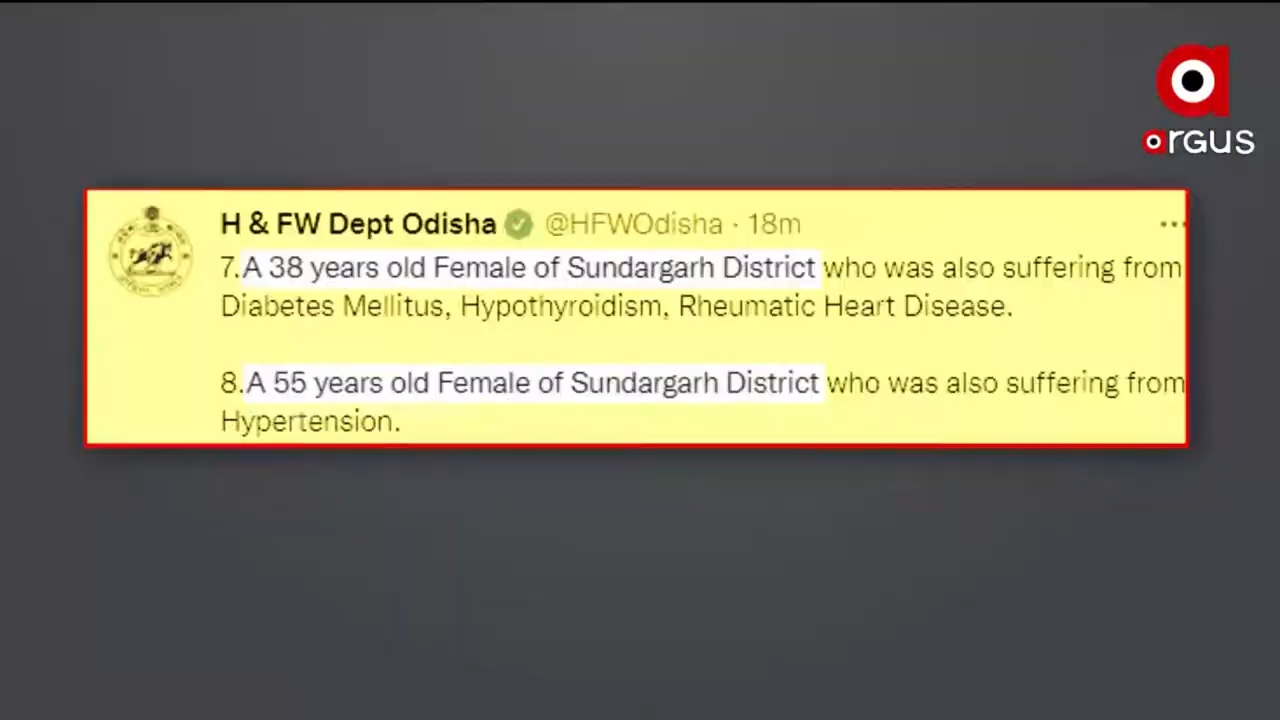 argus
H & FW Dept Odisha @HFWOdisha · 18m
7.A 38 years old Female of Sundargarh District who was also suffering from
Diabetes Mellitus, Hypothyroidism, Rheumatic Heart Disease.
8.A 55 years old Female of Sundargarh District who was also suffering from
Hypertension.